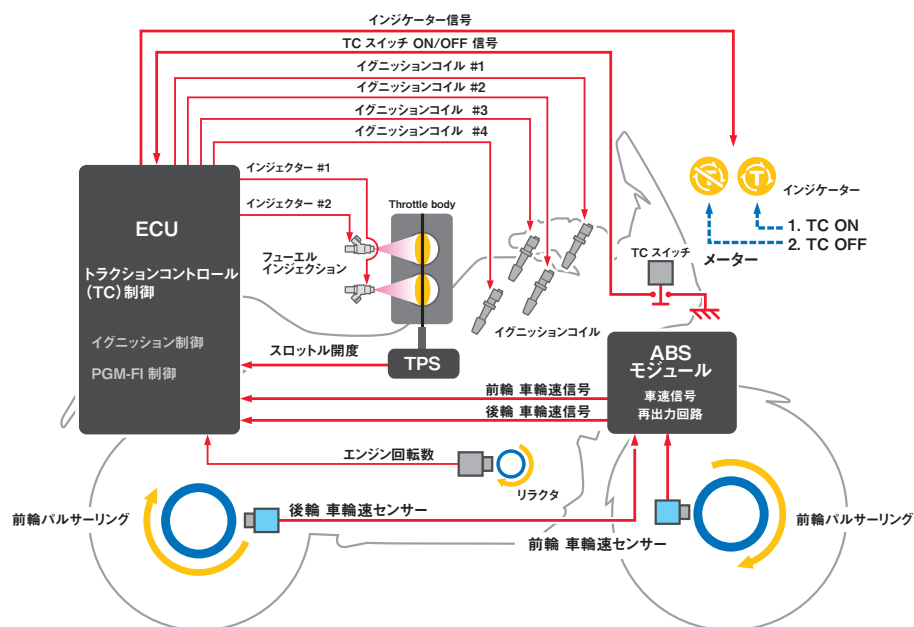 インジケーター信号
TC スイッチ ON/OFF 信号
イグニッションコイル #1
イグニッションコイル #2
イグニッションコイル #3
イグニッションコイル #4
インジェクター #1
インジェクター #2
Throttle body
ECU
トラクションコントロール
（TC）制御
イグニッション制御
PGM-FI 制御
フューエル
インジェクション
T
T
インジケーター
1. TC ON
2. TC OFF
メーター
TC スイッチ
イグニッションコイル
スロットル開度
TPS
ABS
モジュール
車速信号
再出力回路
前輪 車輪速信号
後輪 車輪速信号
エンジン回転数
リラクタ
前輪パルサーリング
後輪 車輪速センサー
前輪 車輪速センサー
前輪パルサーリング